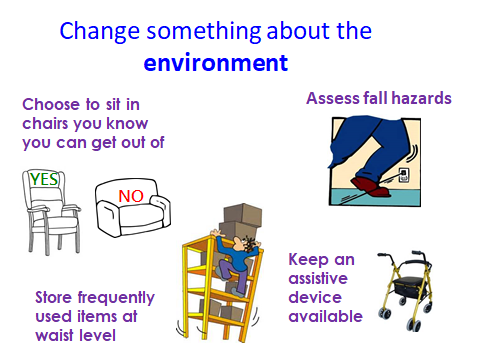 Change something about the
environment
Choose to sit in
chairs you know
you can get out of
Assess fall hazards
YES
NO
Keep an
assistive
device
available
Store frequently
used items at
waist level